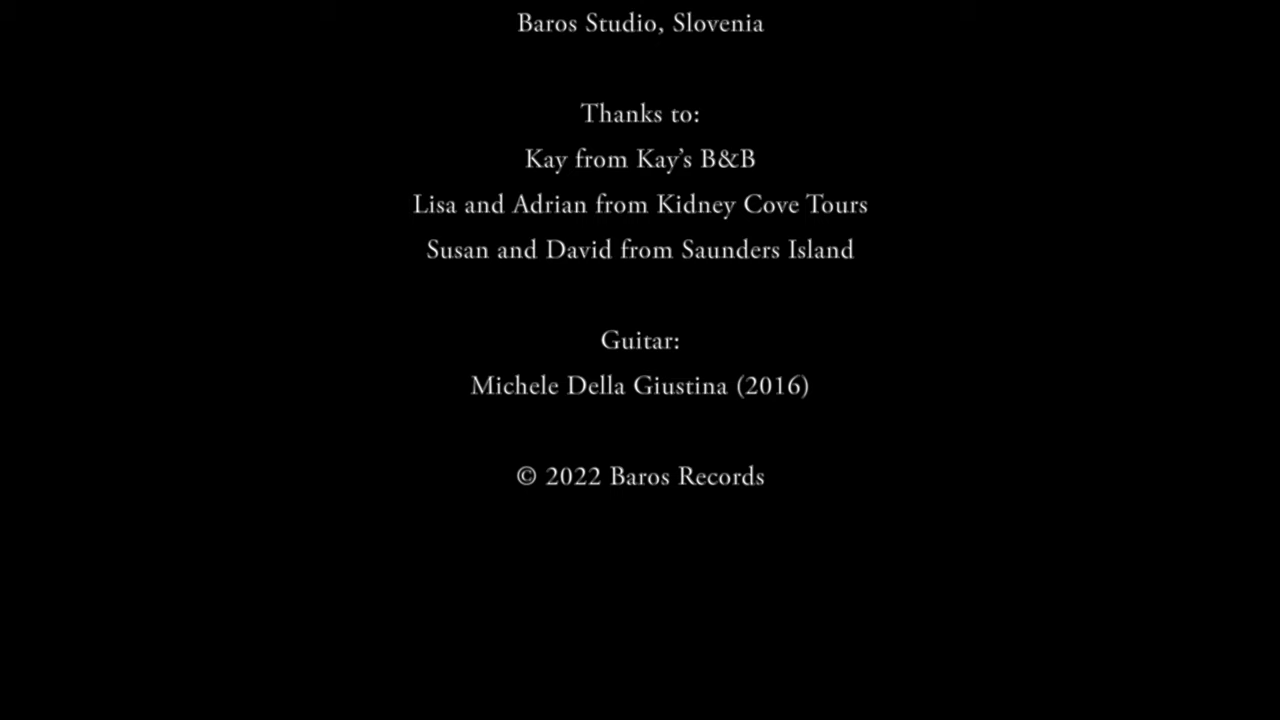 Baros Studio, Slovenia
Thanks to:
Kay from Kay’s B&B
Lisa and Adrian from Kidney Cove Tours
Susan and David from Saunders Island
Guitar:
Michele Della Giustina (2016)
© 2022 Baros Records